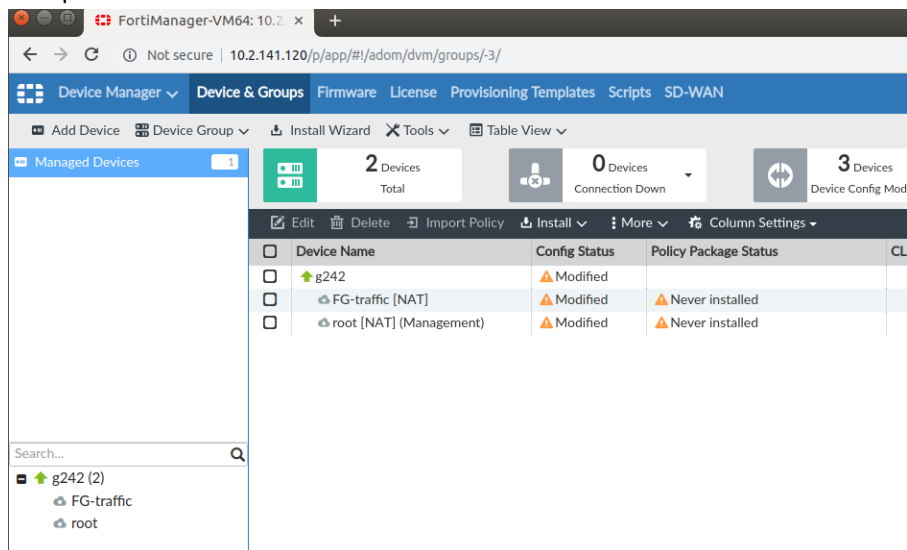 FortiManager-VM64: 10.2. × +
Not secure | 10.2.141.120/p/app/#!/adom/dvm/groups/-3/
Device Manager Device & Groups Firmware License Provisioning Templates Scripts SD-WAN
Add Device Device Group Install Wizard Tools Table View
Managed Devices 1
2 Devices Total
0 Devices Connection Down
3 Devices Device Config Mod
Edit Delete Import Policy Install More Column Settings
Device Name Config Status Policy Package Status CL
g242 Modified
FG-traffic [NAT] Modified Never installed
root [NAT] (Management) Modified Never installed
Search...
g242 (2)
FG-traffic
root